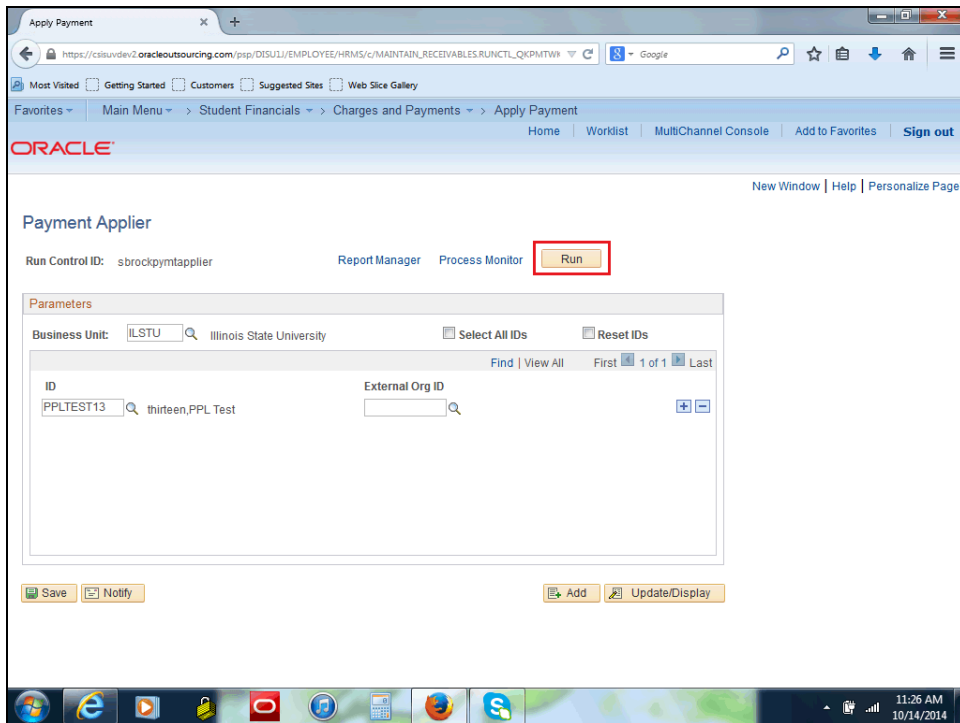 Apply Payment
https://csisuvdev2.oracleoutsourcing.com/psp/DISU1J/EMPLOYEE/HRMS/c/MAINTAIN_RECEIVABLES.RUNCTL_QKPMTWK
8 Google
Most Visited Getting Started Customers Suggested Sites Web Slice Gallery
Favorites Main Menu > Student Financials > Charges and Payments > Apply Payment
Home Worklist MultiChannel Console Add to Favorites Sign out
ORACLE
New Window | Help | Personalize Page
Payment Applier
Run Control ID: sbrockpymtapplier Report Manager Process Monitor Run
Parameters
Business Unit: ILSTU Illinois State University Select All IDs Reset IDs
Find | View All First 1 of 1 Last
ID External Org ID
PPLTEST13 thirteen,PPL Test
Save Notify Add Update/Display
11:26 AM
10/14/2014